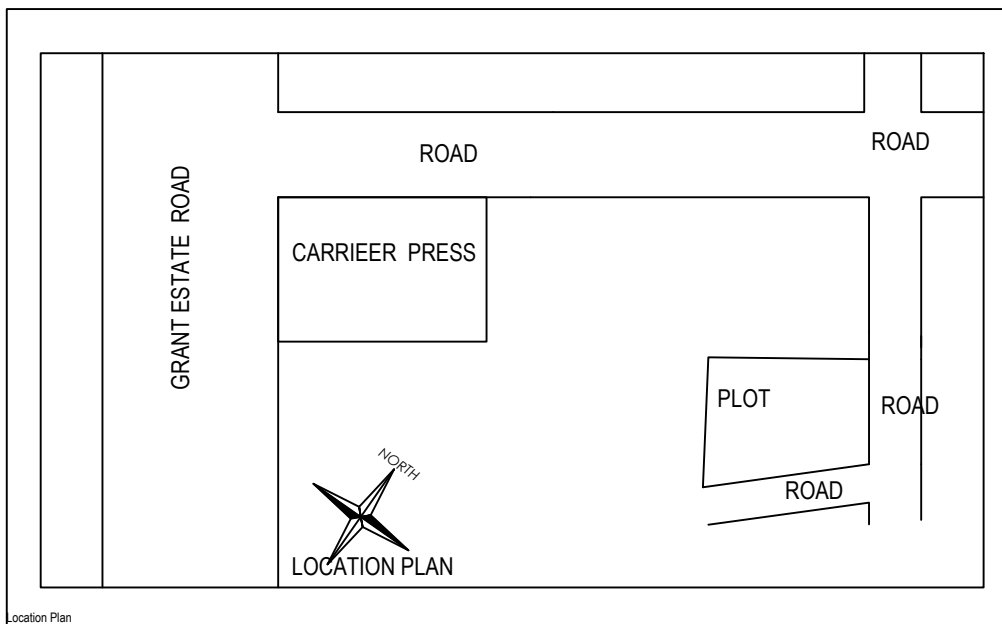 ROAD
ROAD
GRANT ESTATE ROAD
CARRIEER PRESS
PLOT
ROAD
ROAD
NORTH
LOCATION PLAN
Location Plan